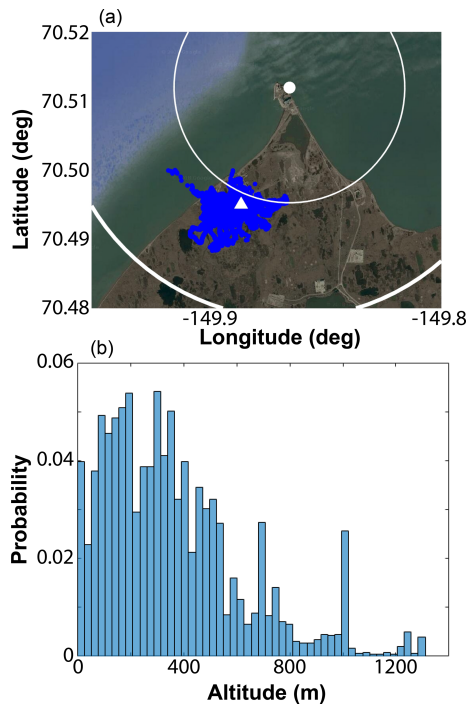 (a)
70.52
70.51
70.50
70.49
70.48
Latitude (deg)
-149.9
-149.8
Longitude (deg)
(b)
0.06
0.04
0.02
0
Probability
0
400
800
1200
Altitude (m)